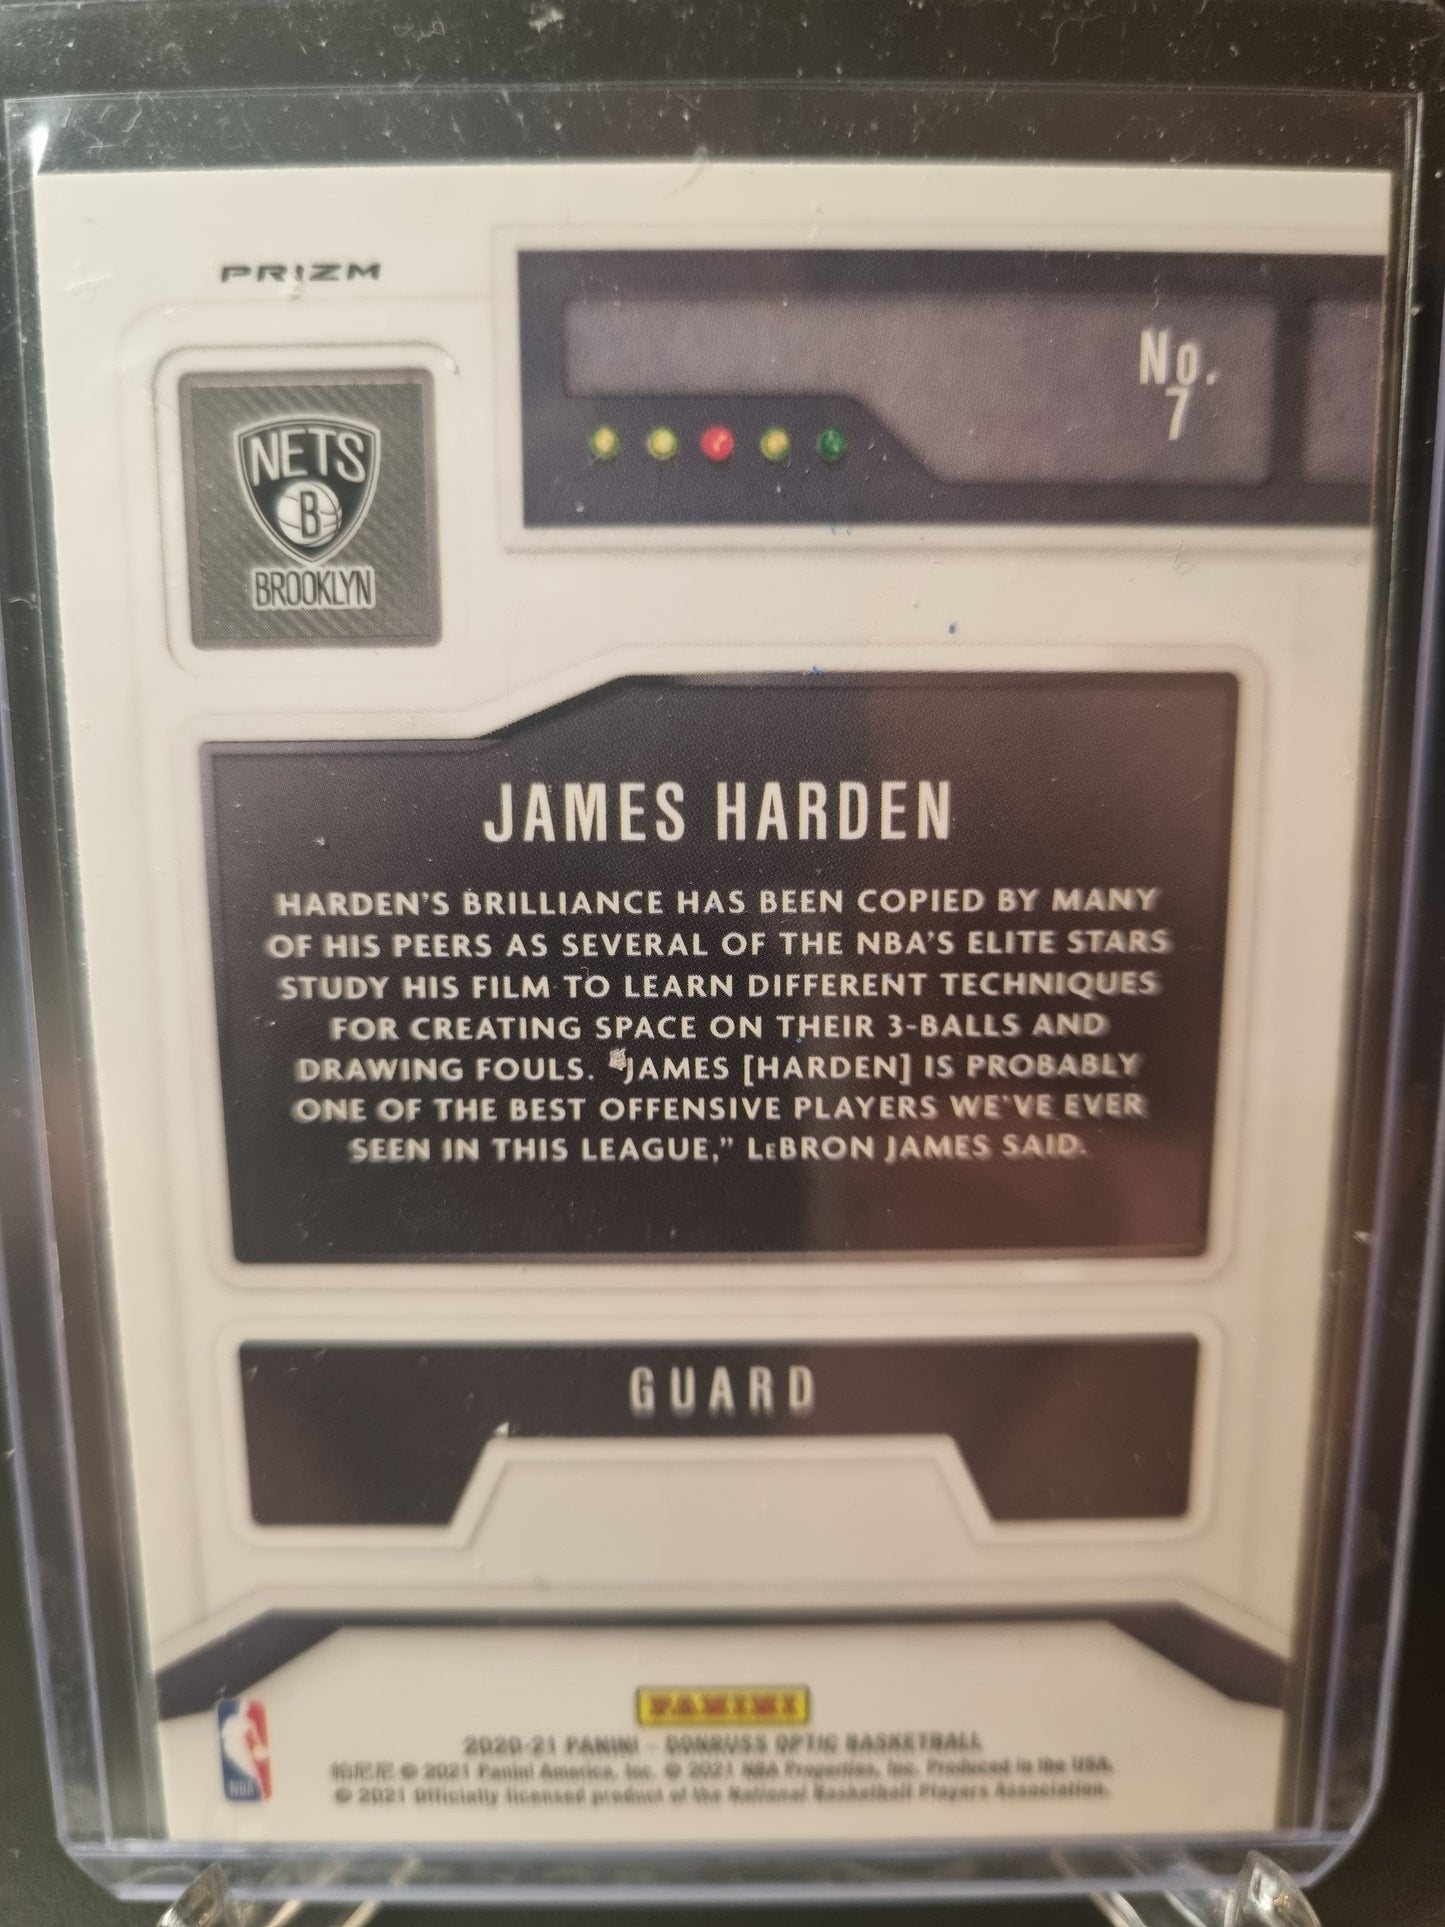 PRIZM
No.
7
NETS
B
BROOKLYN
JAMES HARDEN
HARDEN'S BRILLIANCE HAS BEEN COPIED BY MANY
OF HIS PEERS AS SEVERAL OF THE NBA'S ELITE STARS
STUDY HIS FILM TO LEARN DIFFERENT TECHNIQUES
FOR CREATING SPACE ON THEIR 3-BALLS AND
DRAWING FOULS. "JAMES [HARDEN] IS PROBABLY
ONE OF THE BEST OFFENSIVE PLAYERS WE'VE EVER
SEEN IN THIS LEAGUE," LeBRON JAMES SAID.
GUARD
PANINI
2020-21 PANINI - DONRUSS OPTIC BASKETBALL
帕尼尼 © 2021 Panini America, Inc. © 2021 NBA Properties, Inc. Produced in the USA.
© 2021 Officially licensed product of the National Basketball Players Association.
NBA